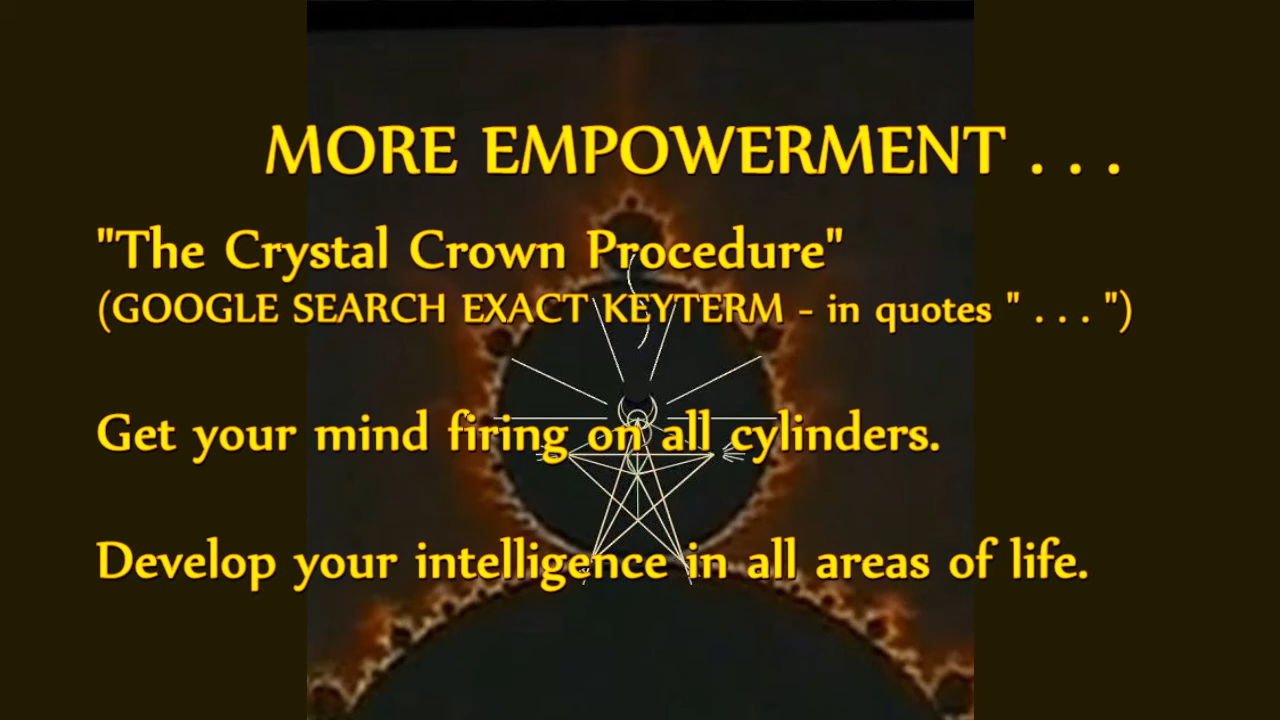 MORE EMPOWERMENT . . .
"The Crystal Crown Procedure"
(GOOGLE SEARCH EXACT KEYTERM - in quotes " . . . ")
Get your mind firing on all cylinders.
Develop your intelligence in all areas of life.